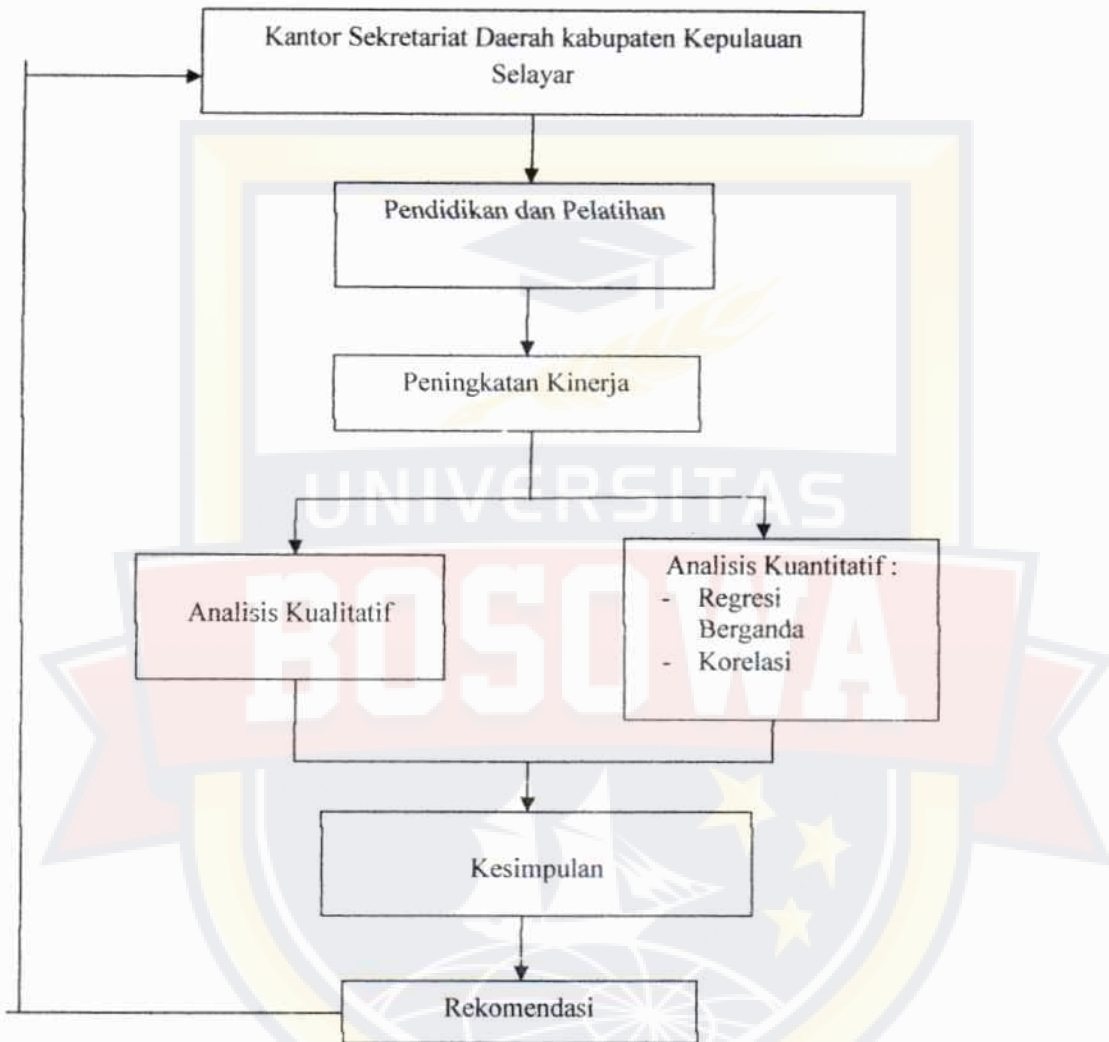 Kantor Sekretariat Daerah kabupaten Kepulauan
Selayar
Pendidikan dan Pelatihan
Peningkatan Kinerja
UNIVERSITAS
BOSOWA
Analisis Kualitatif
Analisis Kuantitatif :
- Regresi
Berganda
- Korelasi
Kesimpulan
Rekomendasi